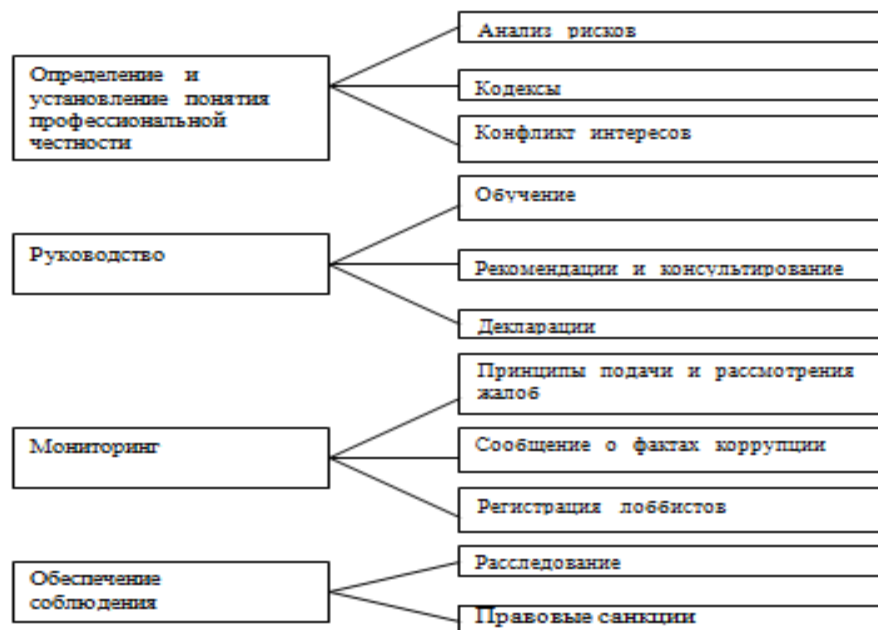 Определение и
установление понятия
профессиональной
честности
Анализ рисков
Кодексы
Конфликт интересов
Руководство
Обучение
Рекомендации и консультирование
Декларации
Мониторинг
Принципы подачи и рассмотрения
жалоб
Сообщение о фактах коррупции
Регистрация лоббистов
Обеспечение
соблюдения
Расследование
Правовые санкции